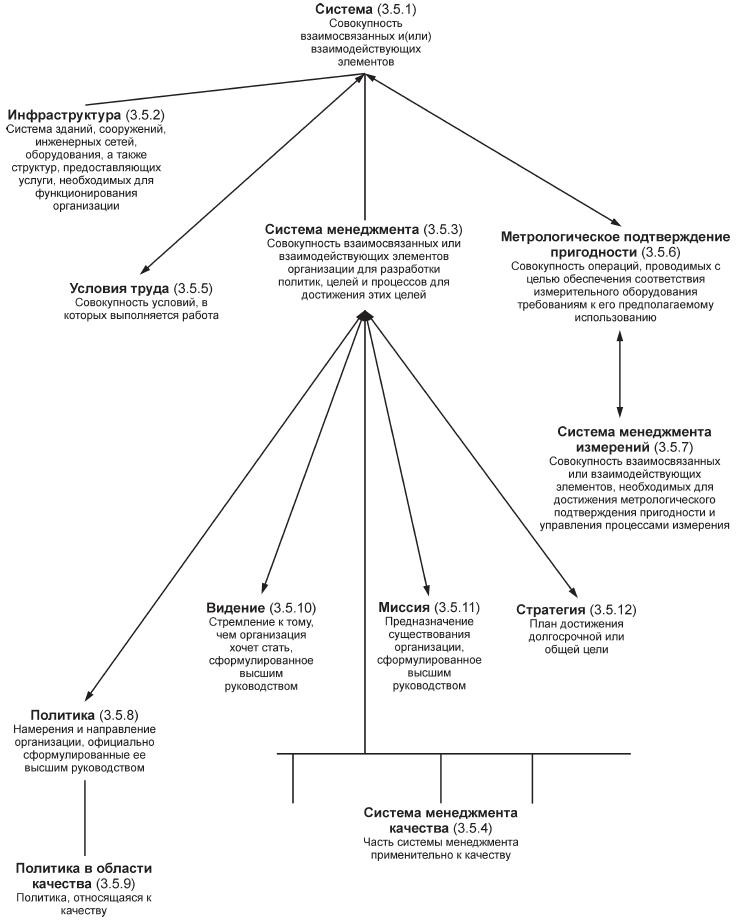 Система (3.5.1)
Совокупность
взаимосвязанных и(или)
взаимодействующих
элементов
Инфраструктура (3.5.2)
Система зданий, сооружений,
инженерных сетей,
оборудования, а также
структур, предоставляющих
услуги, необходимых для
функционирования
организации
Условия труда (3.5.5)
Совокупность условий, в
которых выполняется работа
Система менеджмента (3.5.3)
Совокупность взаимосвязанных или
взаимодействующих элементов
организации для разработки
политик, целей и процессов для
достижения этих целей
Метрологическое подтверждение
пригодности (3.5.6)
Совокупность операций, проводимых с
целью обеспечения соответствия
измерительного оборудования
требованиям к его предполагаемому
использованию
Система менеджмента
измерений (3.5.7)
Совокупность взаимосвязанных
или взаимодействующих
элементов, необходимых для
достижения метрологического
подтверждения пригодности и
управления процессами измерения
Видение (3.5.10)
Стремление к тому,
чем организация
хочет стать,
сформулированное
высшим
руководством
Миссия (3.5.11)
Предназначение
существования
организации,
сформулированное
высшим
руководством
Стратегия (3.5.12)
План достижения
долгосрочной или
общей цели
Политика (3.5.8)
Намерения и направление
организации, официально
сформулированные ее
высшим руководством
Система менеджмента
качества (3.5.4)
Часть системы менеджмента
применительно к качеству
Политика в области
качества (3.5.9)
Политика, относящаяся к
качеству